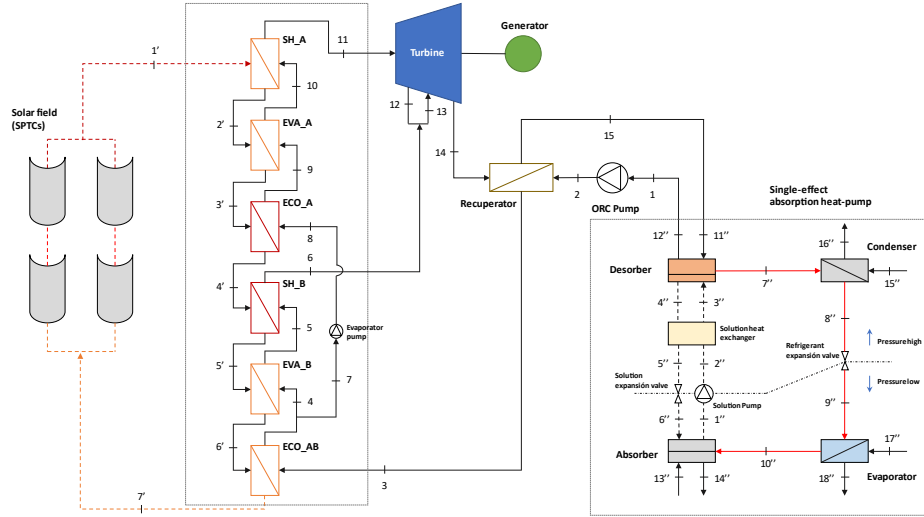 1'
Solar field
(SPTCs)
7'
SH_A
11
10
2'
EVA_A
9
3'
ECO_A
8
6
4'
SH_B
5
Evaporator
pump
5'
EVA_B
4
7
6'
ECO_AB
3
Turbine
Generator
12
13
14
15
Recuperator
2
1
ORC Pump
Single-effect
absorption heat-pump
12''
11''
16''
Condenser
Desorber
7''
15''
4''
3''
8''
Solution heat
exchanger
Pressure high
Refrigerant
expansión valve
5''
2''
Solution
expansión valve
Pressure low
9''
Solution Pump
6''
1''
17''
Absorber
10''
Evaporator
13''
14''
18''